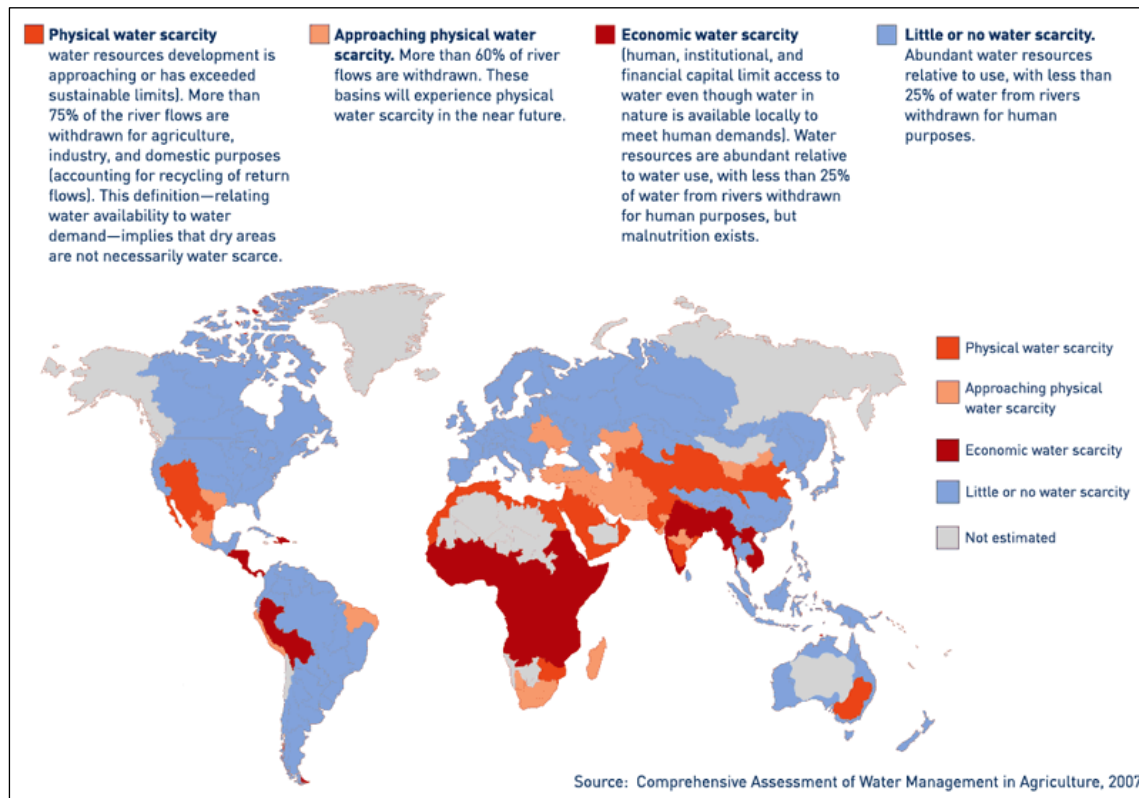 Physical water scarcity
water resources development is
approaching or has exceeded
sustainable limits). More than
75% of the river flows are
withdrawn for agriculture,
industry, and domestic purposes
(accounting for recycling of return
flows). This definition—relating
water availability to water
demand—implies that dry areas
are not necessarily water scarce.
Approaching physical water
scarcity. More than 60% of river
flows are withdrawn. These
basins will experience physical
water scarcity in the near future.
Economic water scarcity
(human, institutional, and
financial capital limit access to
water even though water in
nature is available locally to
meet human demands). Water
resources are abundant relative
to water use, with less than 25%
of water from rivers withdrawn
for human purposes, but
malnutrition exists.
Little or no water scarcity.
Abundant water resources
relative to use, with less than
25% of water from rivers
withdrawn for human
purposes.
Physical water scarcity
Approaching physical
water scarcity
Economic water scarcity
Little or no water scarcity
Not estimated
Source: Comprehensive Assessment of Water Management in Agriculture, 2007